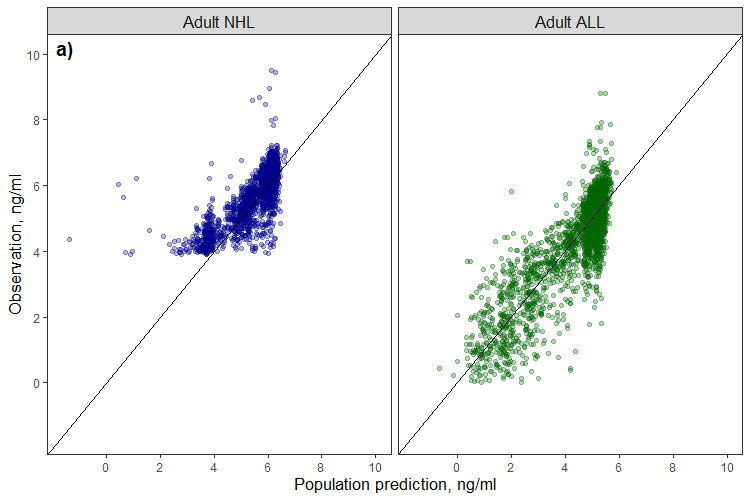 Adult NHL
Adult ALL
a)
10
8
6
4
2
0
Observation, ng/ml
0 2 4 6 8 10
0 2 4 6 8 10
Population prediction, ng/ml